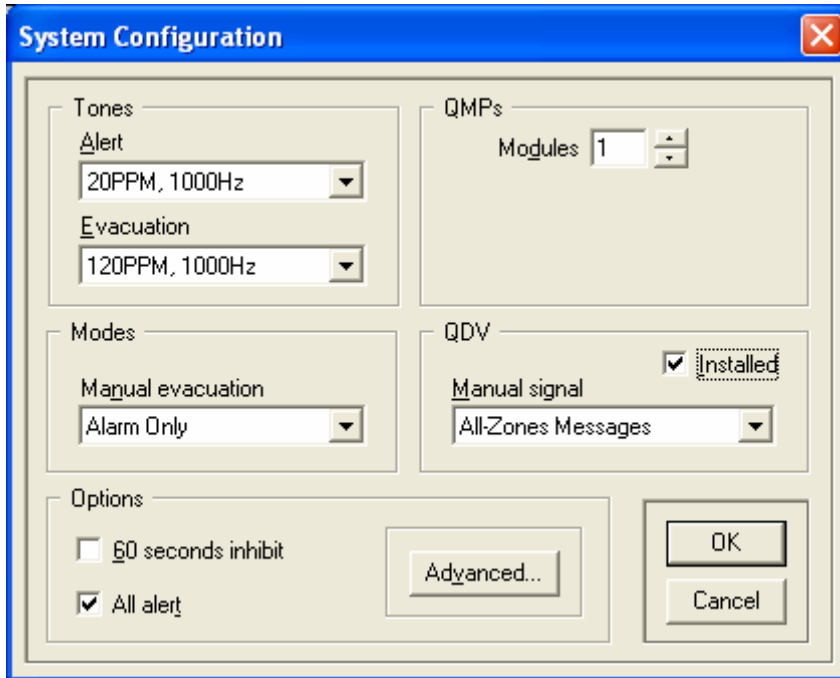 System Configuration
Tones
Alert
20PPM, 1000Hz
Evacuation
120PPM, 1000Hz
QMPs
Modules 1
Modes
Manual evacuation
Alarm Only
QDV
Installed
Manual signal
All-Zones Messages
Options
60 seconds inhibit
All alert
Advanced...
OK
Cancel